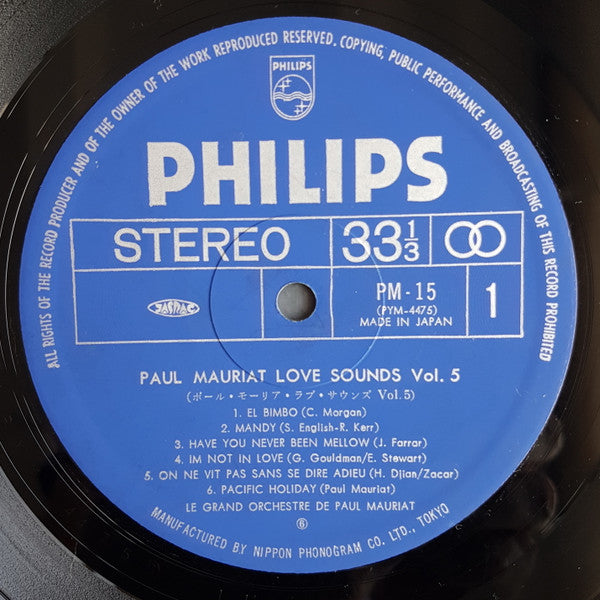 ALL RIGHTS OF THE RECORD PRODUCER AND OF THE OWNER OF THE WORK REPRODUCED RESERVED. COPYING, PUBLIC PERFORMANCE AND BROADCASTING OF THIS RECORD PROHIBITED
PHILIPS
PHILIPS
STEREO 33⅓
JASRAC PM-15 1
(PYM-4475)
MADE IN JAPAN
PAUL MAURIAT LOVE SOUNDS Vol. 5
(ポール・モーリア・ラブ・サウンズ Vol.5)
1. EL BIMBO (C. Morgan)
2. MANDY (S. English-R. Kerr)
3. HAVE YOU NEVER BEEN MELLOW (J. Farrar)
4. IM NOT IN LOVE (G. Gouldman/E. Stewart)
5. ON NE VIT PAS SANS SE DIRE ADIEU (H. Djian/Zacar)
6. PACIFIC HOLIDAY (Paul Mauriat)
LE GRAND ORCHESTRE DE PAUL MAURIAT
⑥
MANUFACTURED BY NIPPON PHONOGRAM CO. LTD., TOKYO